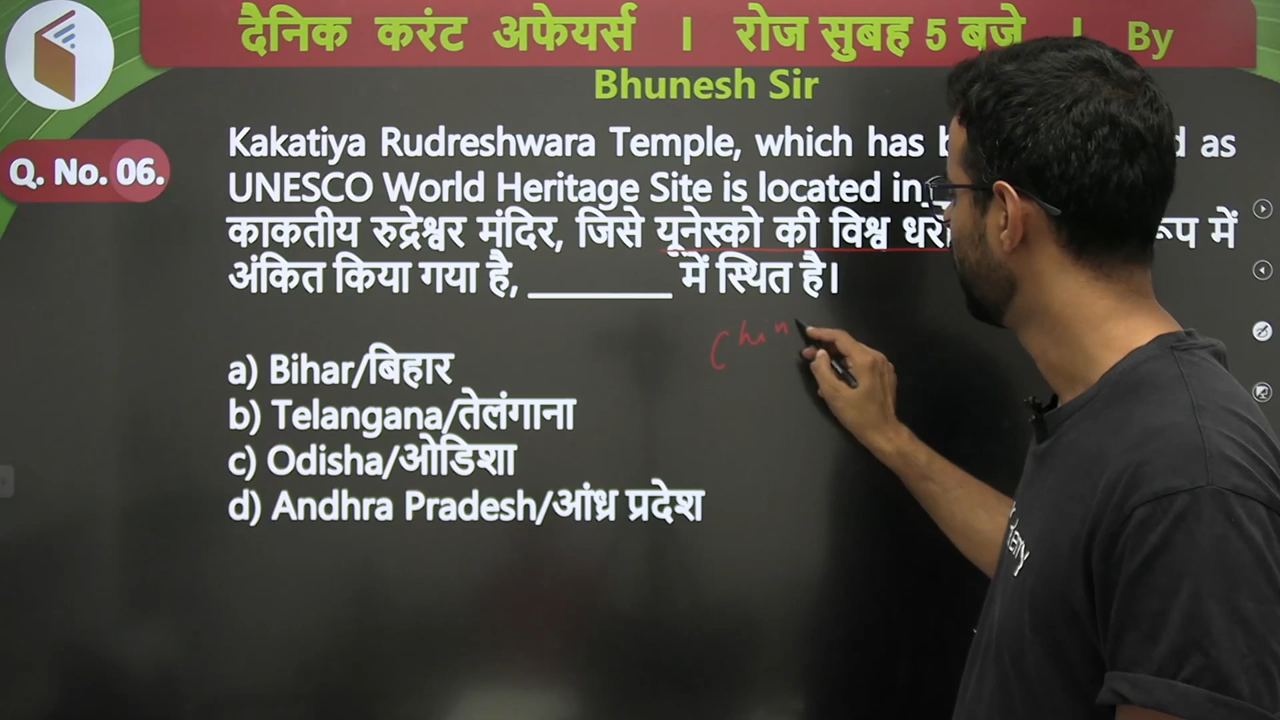 दैनिक करंट अफेयर्स । रोज सुबह 5 बजे । By
Bhunesh Sir
Q. No. 06.
Kakatiya Rudreshwara Temple, which has as
UNESCO World Heritage Site is located in
काकतीय रुद्रेश्वर मंदिर, जिसे यूनेस्को की विश्व में
अंकित किया गया है, ________ में स्थित है।
Chin
a) Bihar/बिहार
b) Telangana/तेलंगाना
c) Odisha/ओडिशा
d) Andhra Pradesh/आंध्र प्रदेश